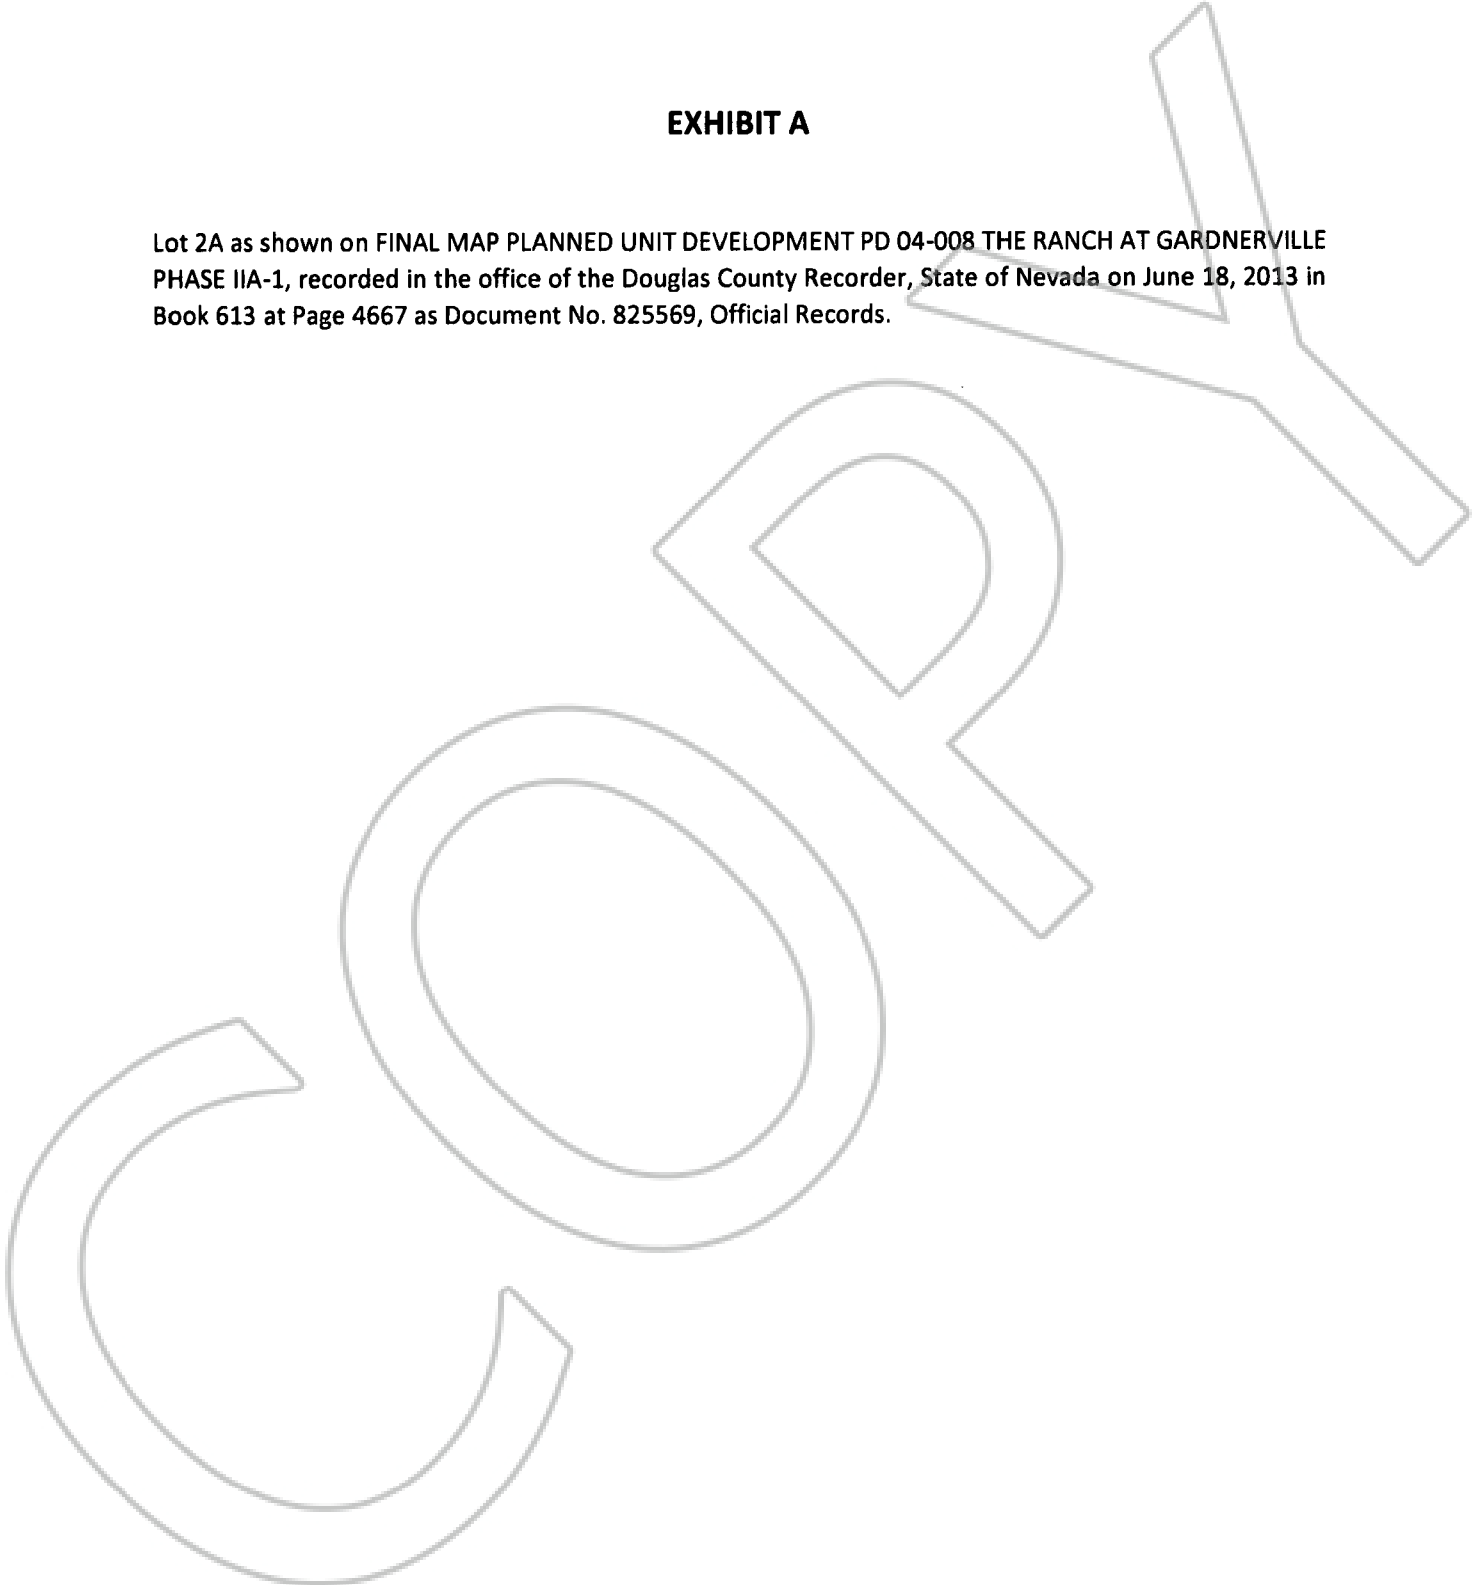 EXHIBIT A
Lot 2A as shown on FINAL MAP PLANNED UNIT DEVELOPMENT PD 04-008 THE RANCH AT GARDNERVILLE
PHASE IIA-1, recorded in the office of the Douglas County Recorder, State of Nevada on June 18, 2013 in
Book 613 at Page 4667 as Document No. 825569, Official Records.
COPY